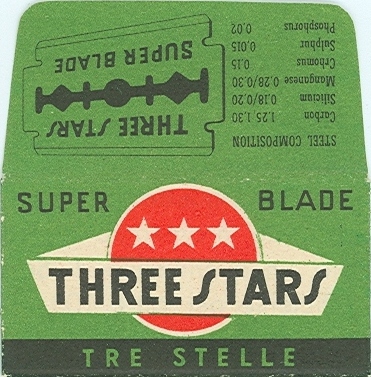 STEEL COMPOSITION
Carbon 1.25 1.30
Silicium 0.18/0.20
Manganese 0.28/0.30
Crhomus 0.15
Sulphur 0.015
Phosphorus 0.02
THREE STARS
SUPER BLADE
SUPER BLADE
THREE STARS
TRE STELLE